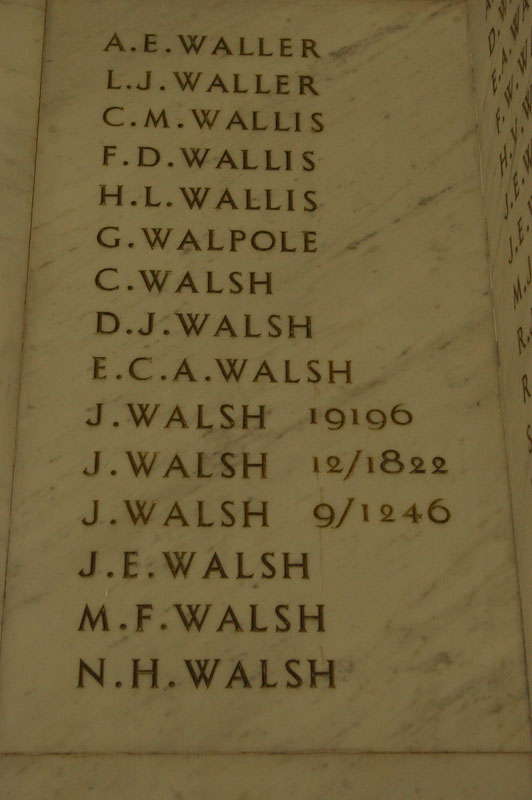 A.E.WALLER
L.J.WALLER
C.M.WALLIS
F.D.WALLIS
H.L.WALLIS
G.WALPOLE
C.WALSH
D.J.WALSH
E.C.A.WALSH
J.WALSH 19196
J.WALSH 12/1822
J.WALSH 9/1246
J.E.WALSH
M.F.WALSH
N.H.WALSH